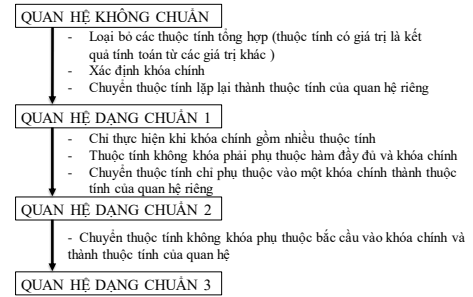 QUAN HỆ KHÔNG CHUẨN
- Loại bỏ các thuộc tính tổng hợp (thuộc tính có giá trị là kết
quả tính toán từ các giá trị khác )
- Xác định khóa chính
- Chuyển thuộc tính lặp lại thành thuộc tính của quan hệ riêng
QUAN HỆ DẠNG CHUẨN 1
- Chỉ thực hiện khi khóa chính gồm nhiều thuộc tính
- Thuộc tính không khóa phải phụ thuộc hàm đầy đủ và khóa chính
- Chuyển thuộc tính chỉ phụ thuộc vào một khóa chính thành thuộc
tính của quan hệ riêng
QUAN HỆ DẠNG CHUẨN 2
- Chuyển thuộc tính không khóa phụ thuộc bắc cầu vào khóa chính và
thành thuộc tính của quan hệ
QUAN HỆ DẠNG CHUẨN 3